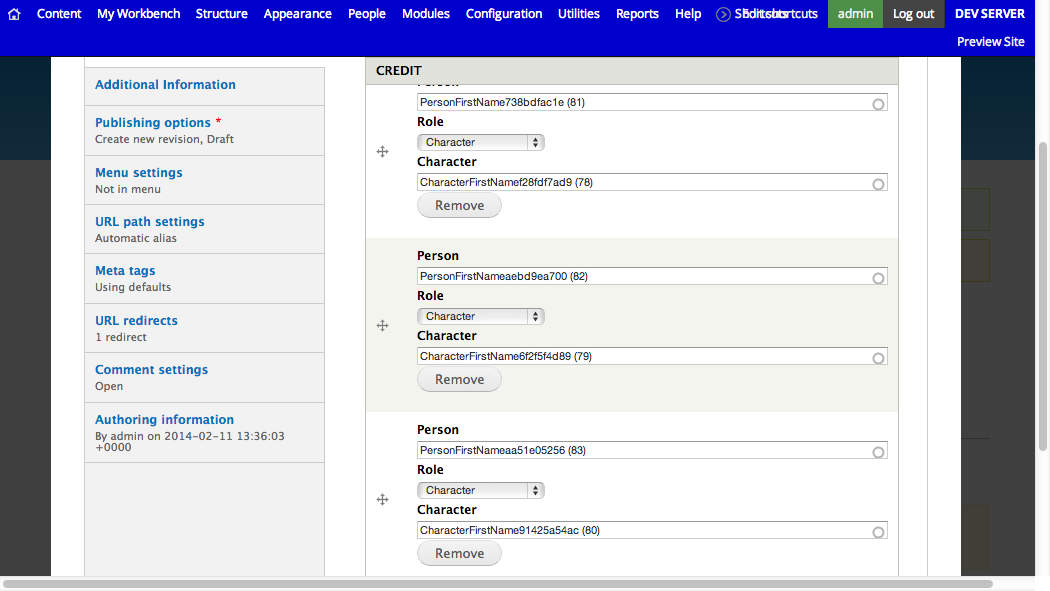 Content My Workbench Structure Appearance People Modules Configuration Utilities Reports Help admin Log out DEV SERVER
Preview Site
Additional Information
Publishing options *
Create new revision, Draft
Menu settings
Not in menu
URL path settings
Automatic alias
Meta tags
Using defaults
URL redirects
1 redirect
Comment settings
Open
Authoring information
By admin on 2014-02-11 13:36:03
+0000
CREDIT
Person
PersonFirstName738bdfac1e (81)
Role
Character
Character
CharacterFirstNamef28fdf7ad9 (78)
Remove
Person
PersonFirstNameaebd9ea700 (82)
Role
Character
Character
CharacterFirstName6f2f5f4d89 (79)
Remove
Person
PersonFirstNameaa51e05256 (83)
Role
Character
Character
CharacterFirstName91425a54ac (80)
Remove